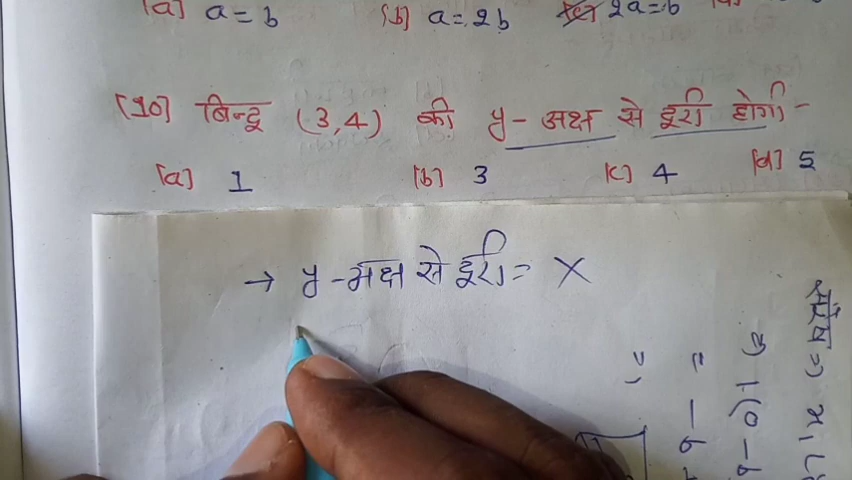 [a] a = b [b] a = 2b [c] 2a = b
[10] बिन्दू (3,4) की y- अक्ष से दूरी होगी -
[a] 1 [b] 3 [c] 4 [d] 5
→ y-अक्ष से दूरी = x